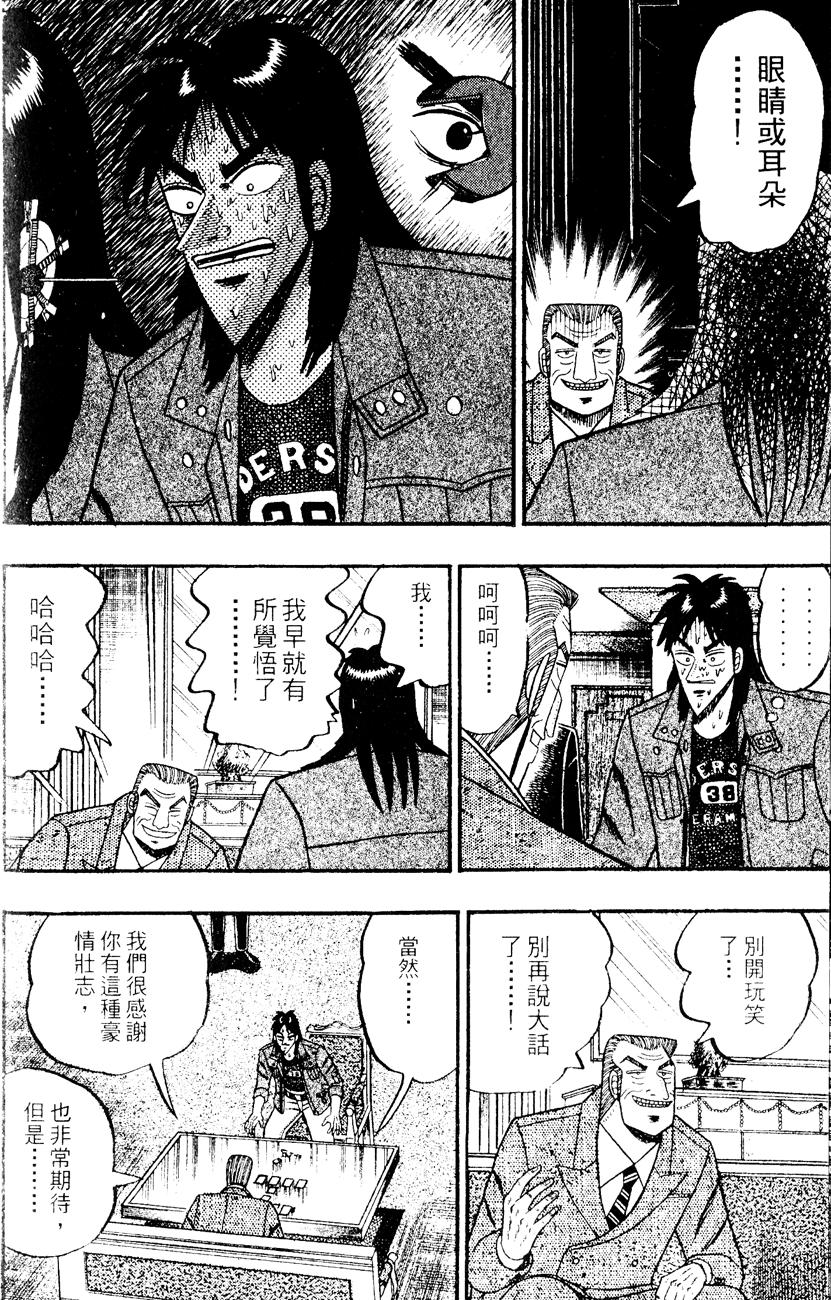 眼睛或耳朵
……！
DERS
38
………
ERS
38
ERAM
呵呵呵……
我……
我早就有
所覺悟了
……！
哈哈哈……
別開玩笑
了…
別再說大話
了……！
當然……
我們很感謝
你有這種豪
情壯志，
也非常期待，
但是……